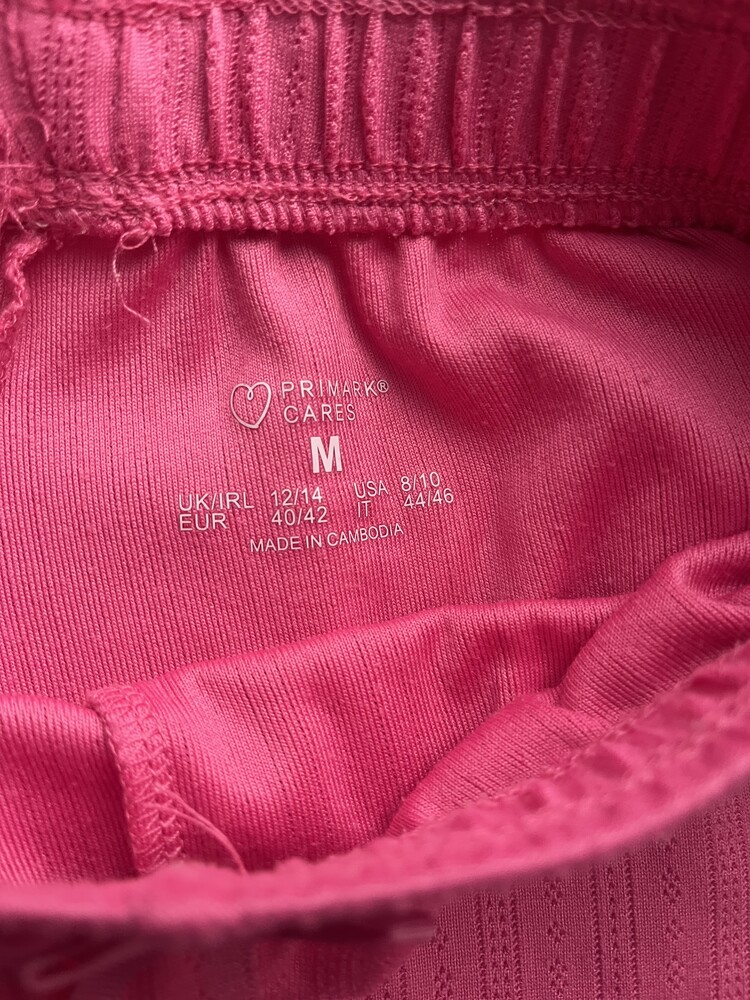 PRIMARK®
CARES
M
UK/IRL 12/14 USA 8/10
EUR 40/42 IT 44/46
MADE IN CAMBODIA